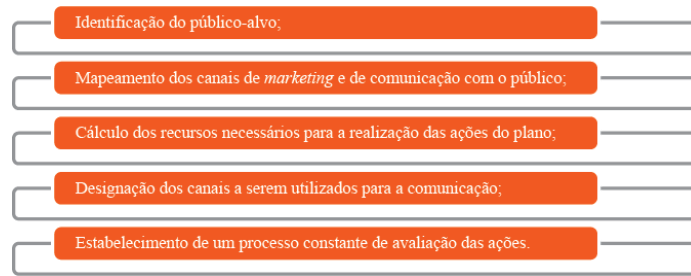 Identificação do público-alvo;
Mapeamento dos canais de marketing e de comunicação com o público;
Cálculo dos recursos necessários para a realização das ações do plano;
Designação dos canais a serem utilizados para a comunicação;
Estabelecimento de um processo constante de avaliação das ações.